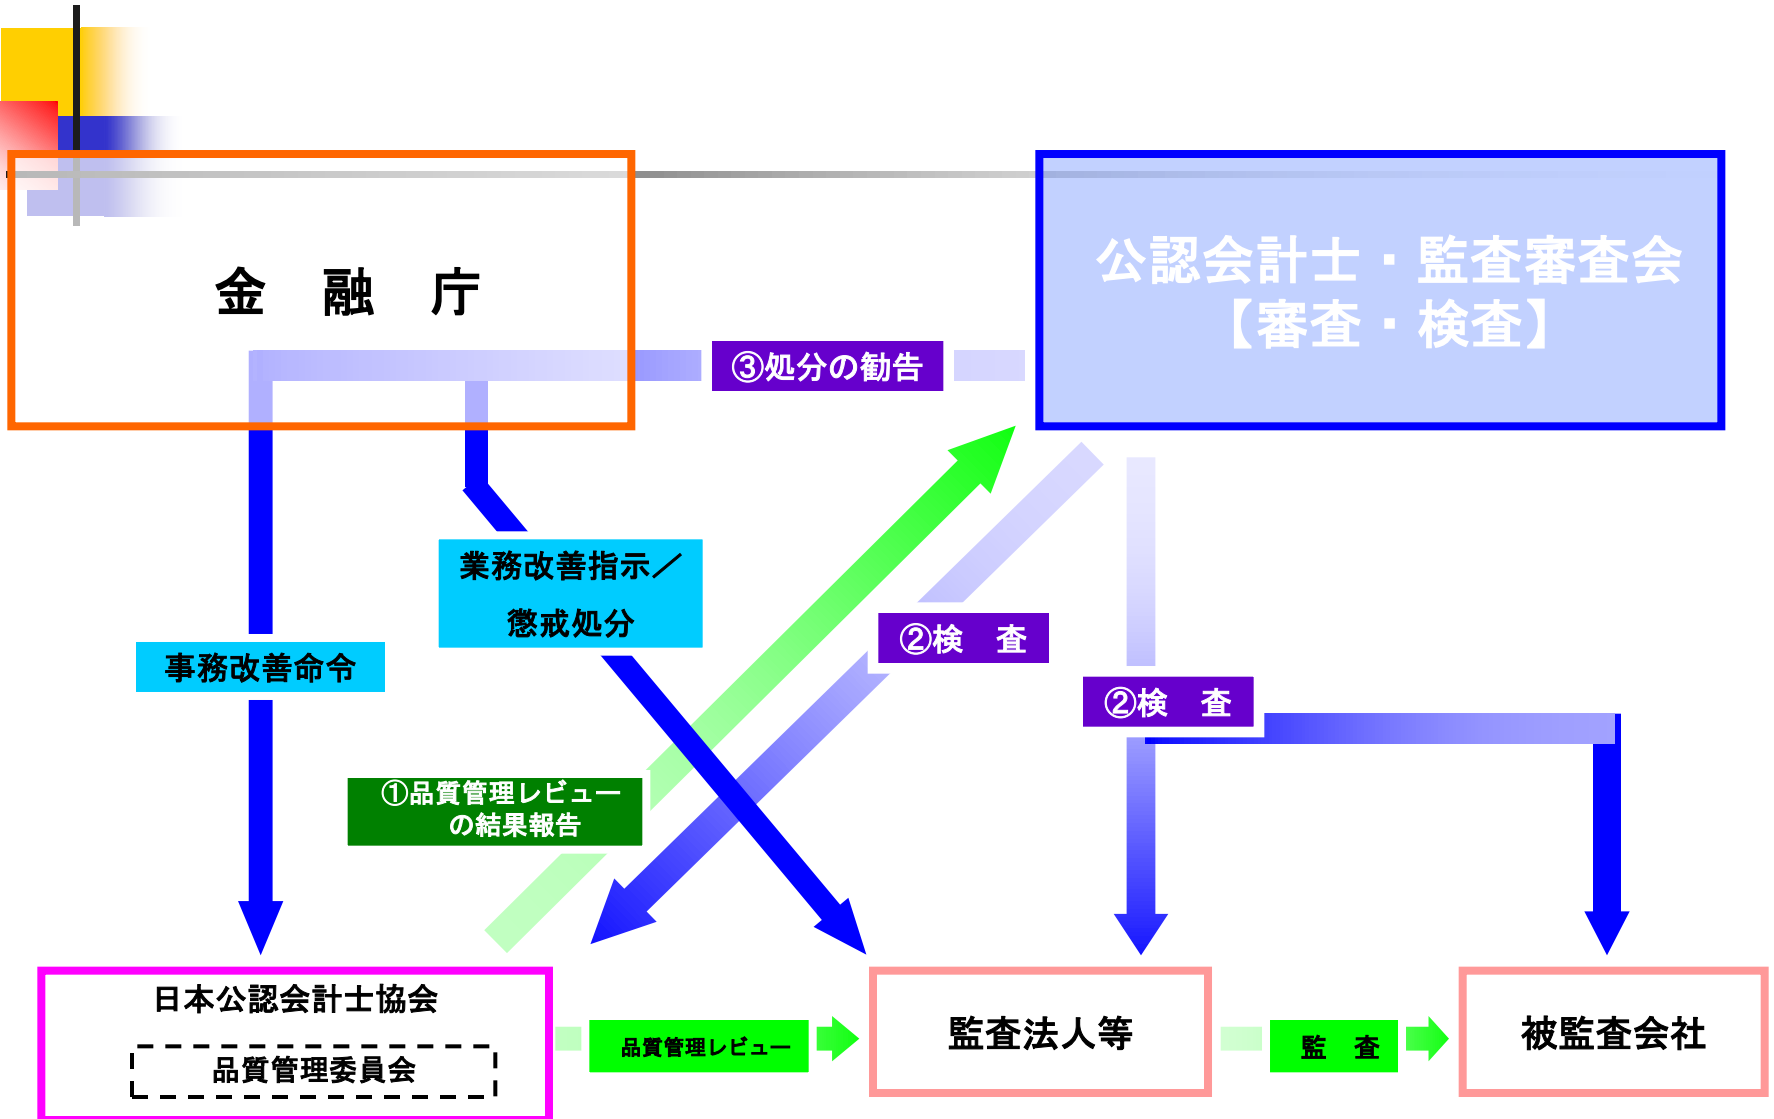 金　融　庁
公認会計士・監査審査会
【審査・検査】
③処分の勧告
業務改善指示／
懲戒処分
②検　査
事務改善命令
②検　査
①品質管理レビュー
の結果報告
日本公認会計士協会
品質管理委員会
品質管理レビュー
監査法人等
監　査
被監査会社